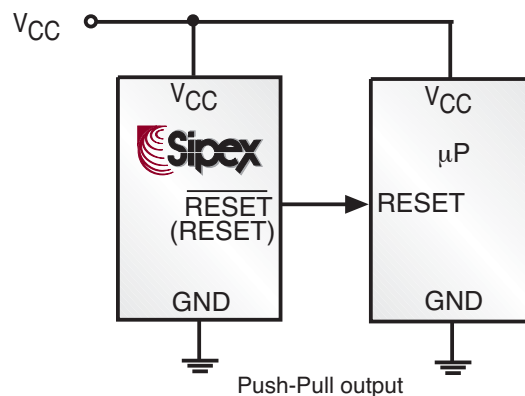 VCC
VCC
Sipex
RESET
(RESET)
GND
VCC
μP
RESET
GND
Push-Pull output